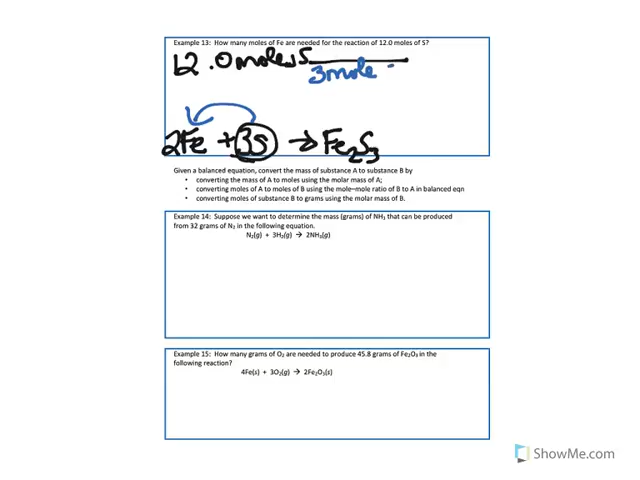 Example 13: How many moles of Fe are needed for the reaction of 12.0 moles of S?
12.0 moles S
3 mole
2Fe + 3S → Fe₂S₃
Given a balanced equation, convert the mass of substance A to substance B by
• converting the mass of A to moles using the molar mass of A;
• converting moles of A to moles of B using the mole–mole ratio of B to A in balanced eqn
• converting moles of substance B to grams using the molar mass of B.
Example 14: Suppose we want to determine the mass (grams) of NH₃ that can be produced
from 32 grams of N₂ in the following equation.
N₂(g) + 3H₂(g) → 2NH₃(g)
Example 15: How many grams of O₂ are needed to produce 45.8 grams of Fe₂O₃ in the
following reaction?
4Fe(s) + 3O₂(g) → 2Fe₂O₃(s)
ShowMe.com